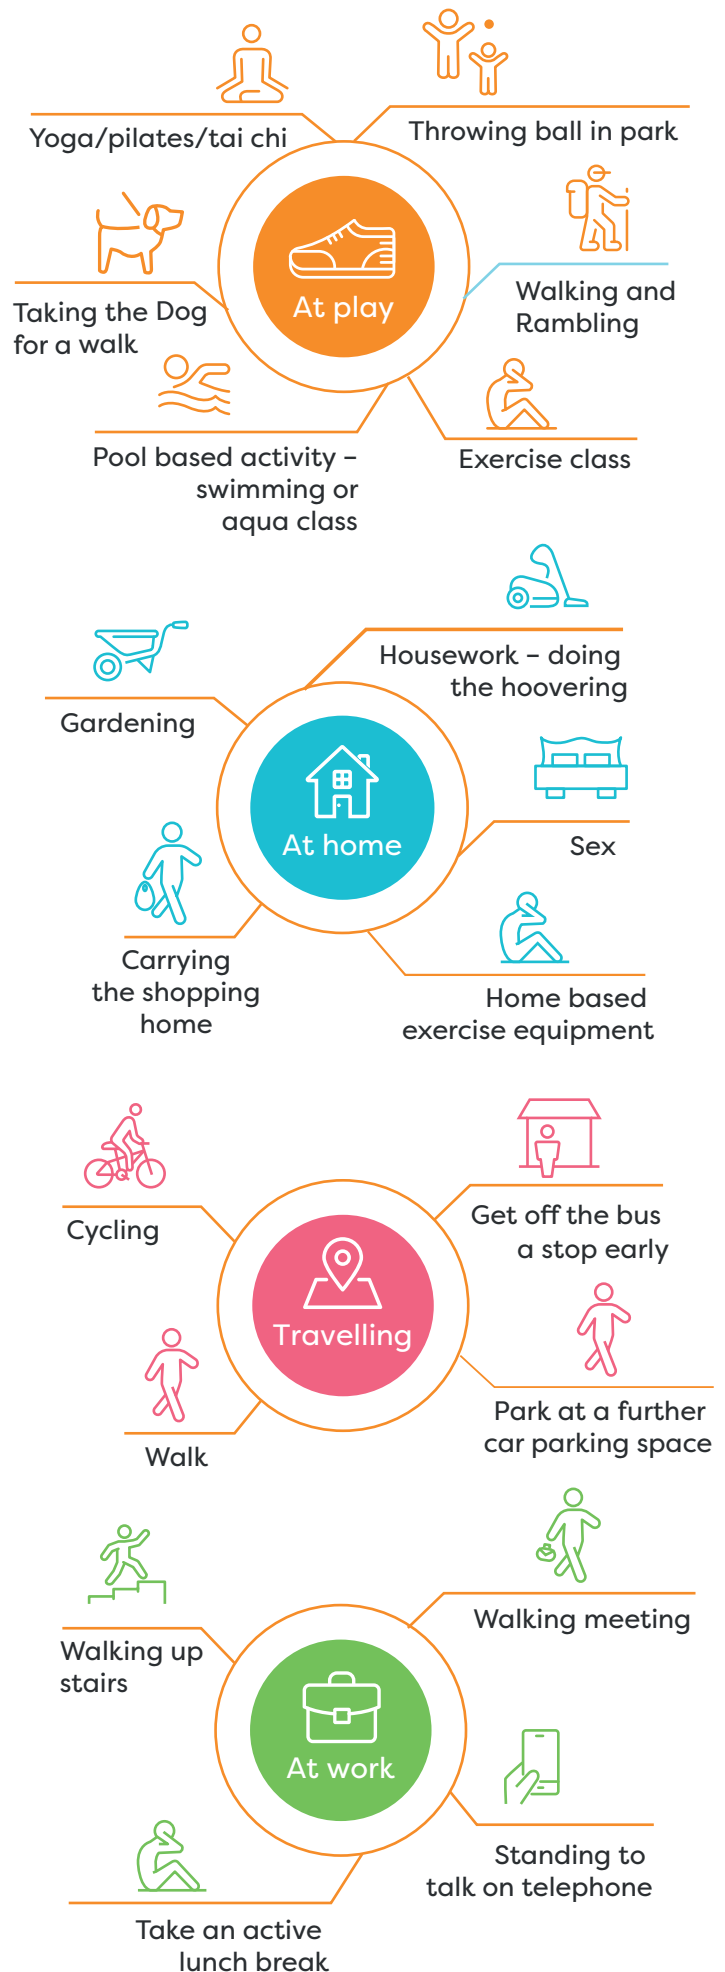 Yoga/pilates/tai chi
Throwing ball in park
At play
Taking the Dog
for a walk
Walking and
Rambling
Pool based activity –
swimming or
aqua class
Exercise class
Housework – doing
the hoovering
Gardening
At home
Sex
Carrying
the shopping
home
Home based
exercise equipment
Cycling
Get off the bus
a stop early
Travelling
Walk
Park at a further
car parking space
Walking meeting
Walking up
stairs
At work
Standing to
talk on telephone
Take an active
lunch break